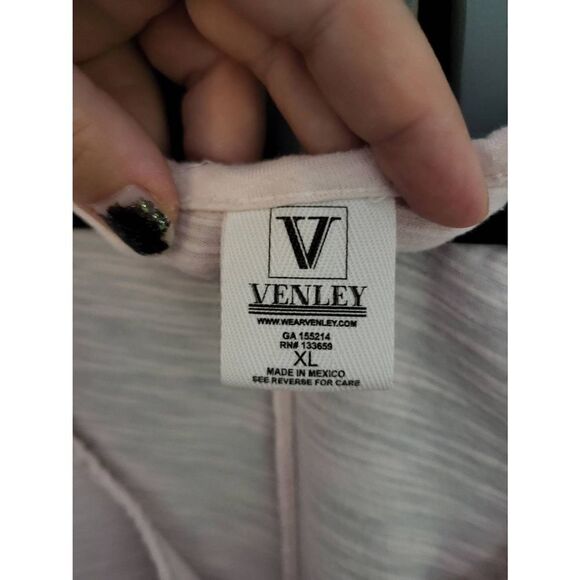 V
VENLEY
WWW.WEARVENLEY.COM
GA 155214
RN# 133659
XL
MADE IN MEXICO
SEE REVERSE FOR CARE